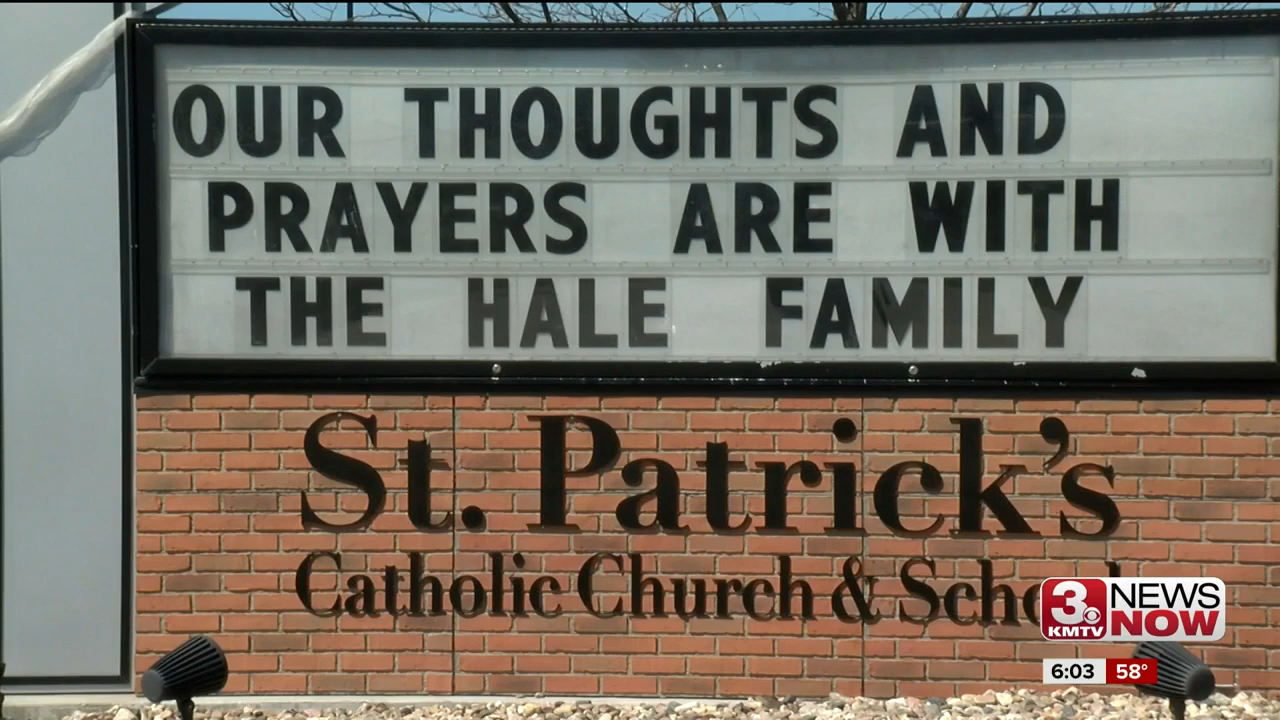 OUR THOUGHTS AND
PRAYERS ARE WITH
THE HALE FAMILY
St. Patrick's
Catholic Church & School
3 NEWS
KMTV NOW
6:03 58°